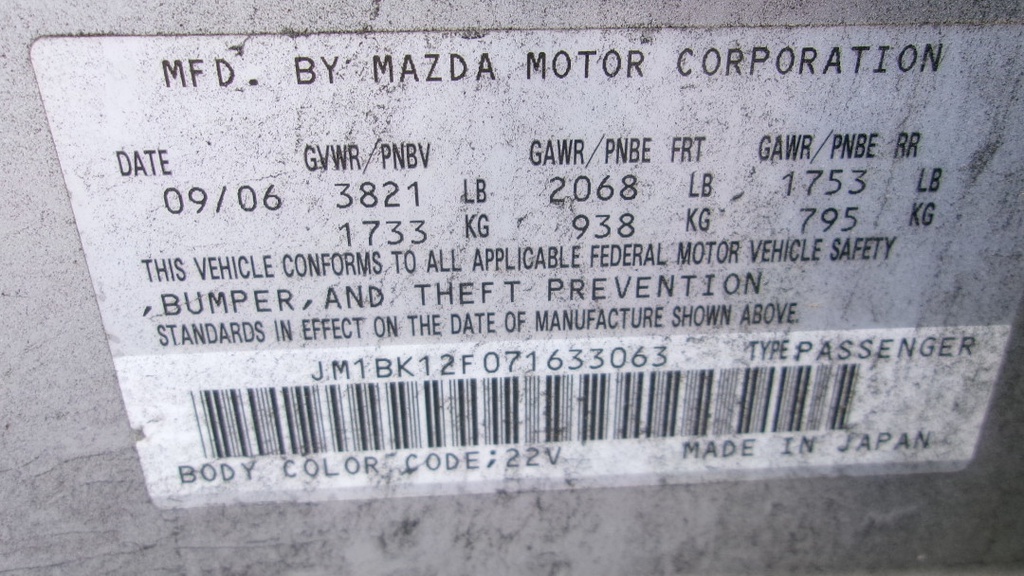 MFD. BY MAZDA MOTOR CORPORATION
DATE GVWR/PNBV GAWR/PNBE FRT GAWR/PNBE RR
09/06 3821 LB 2068 LB 1753 LB
1733 KG 938 KG 795 KG
THIS VEHICLE CONFORMS TO ALL APPLICABLE FEDERAL MOTOR VEHICLE SAFETY
,BUMPER,AND THEFT PREVENTION
STANDARDS IN EFFECT ON THE DATE OF MANUFACTURE SHOWN ABOVE.
JM1BK12F071633063 TYPE PASSENGER
BODY COLOR CODE;22V MADE IN JAPAN